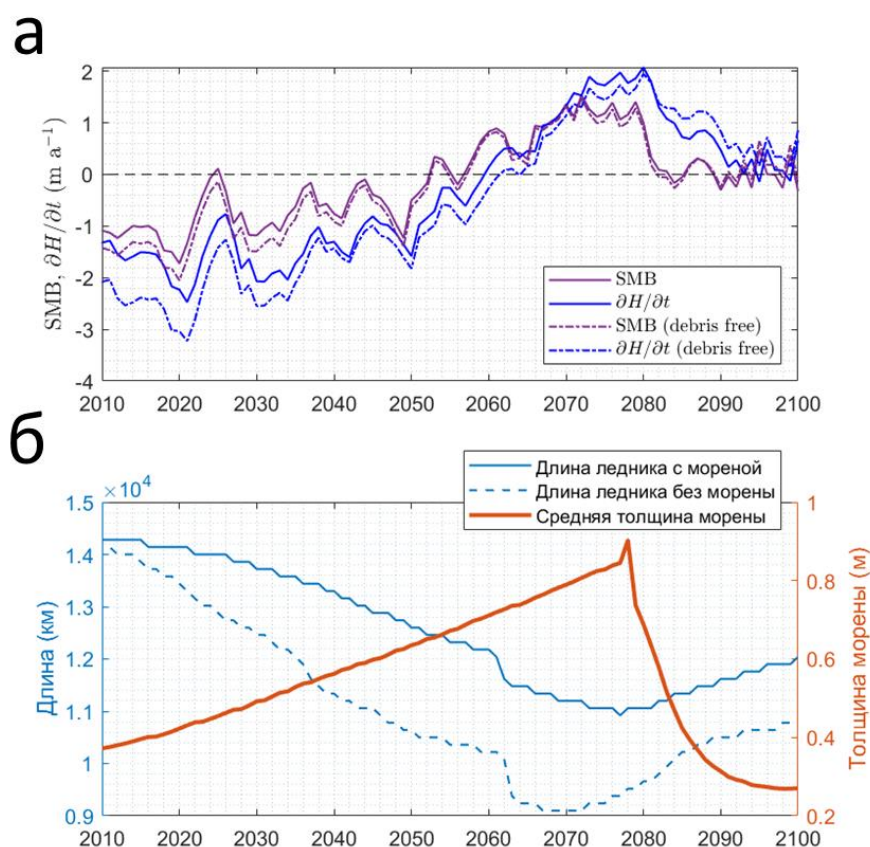 а
2
1
0
-1
-2
-3
-4
SMB, ∂H/∂t (m a⁻¹)
SMB
∂H/∂t
SMB (debris free)
∂H/∂t (debris free)
2010 2020 2030 2040 2050 2060 2070 2080 2090 2100
б
Длина ледника с мореной
Длина ледника без морены
Средняя толщина морены
×10⁴
1.5
1.4
1.3
1.2
1.1
1
0.9
Длина (км)
1
0.8
0.6
0.4
0.2
Толщина морены (м)
2010 2020 2030 2040 2050 2060 2070 2080 2090 2100